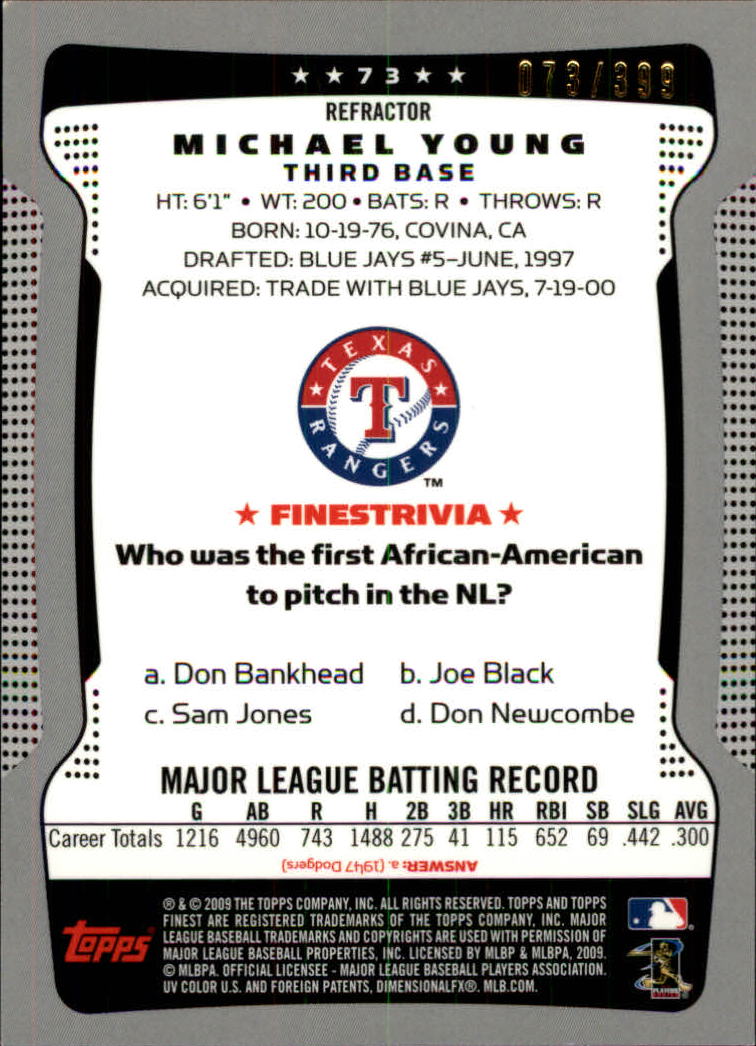 ★ ★ 73 ★ ★ 073/399
REFRACTOR
MICHAEL YOUNG
THIRD BASE
HT: 6'1" • WT: 200 • BATS: R • THROWS: R
BORN: 10-19-76, COVINA, CA
DRAFTED: BLUE JAYS #5–JUNE, 1997
ACQUIRED: TRADE WITH BLUE JAYS, 7-19-00
TEXAS
T
RANGERS
TM
★ FINESTRIVIA ★
Who was the first African-American
to pitch in the NL?
a. Don Bankhead b. Joe Black
c. Sam Jones d. Don Newcombe
MAJOR LEAGUE BATTING RECORD
G AB R H 2B 3B HR RBI SB SLG AVG
Career Totals 1216 4960 743 1488 275 41 115 652 69 .442 .300
ANSWER: a. (1947 Dodgers)
® & © 2009 THE TOPPS COMPANY, INC. ALL RIGHTS RESERVED. TOPPS AND TOPPS
FINEST ARE REGISTERED TRADEMARKS OF THE TOPPS COMPANY, INC. MAJOR
LEAGUE BASEBALL TRADEMARKS AND COPYRIGHTS ARE USED WITH PERMISSION OF
MAJOR LEAGUE BASEBALL PROPERTIES, INC. LICENSED BY MLBP & MLBPA, 2009.
© MLBPA. OFFICIAL LICENSEE - MAJOR LEAGUE BASEBALL PLAYERS ASSOCIATION.
UV COLOR U.S. AND FOREIGN PATENTS, DIMENSIONALFX®. MLB.COM.
topps®